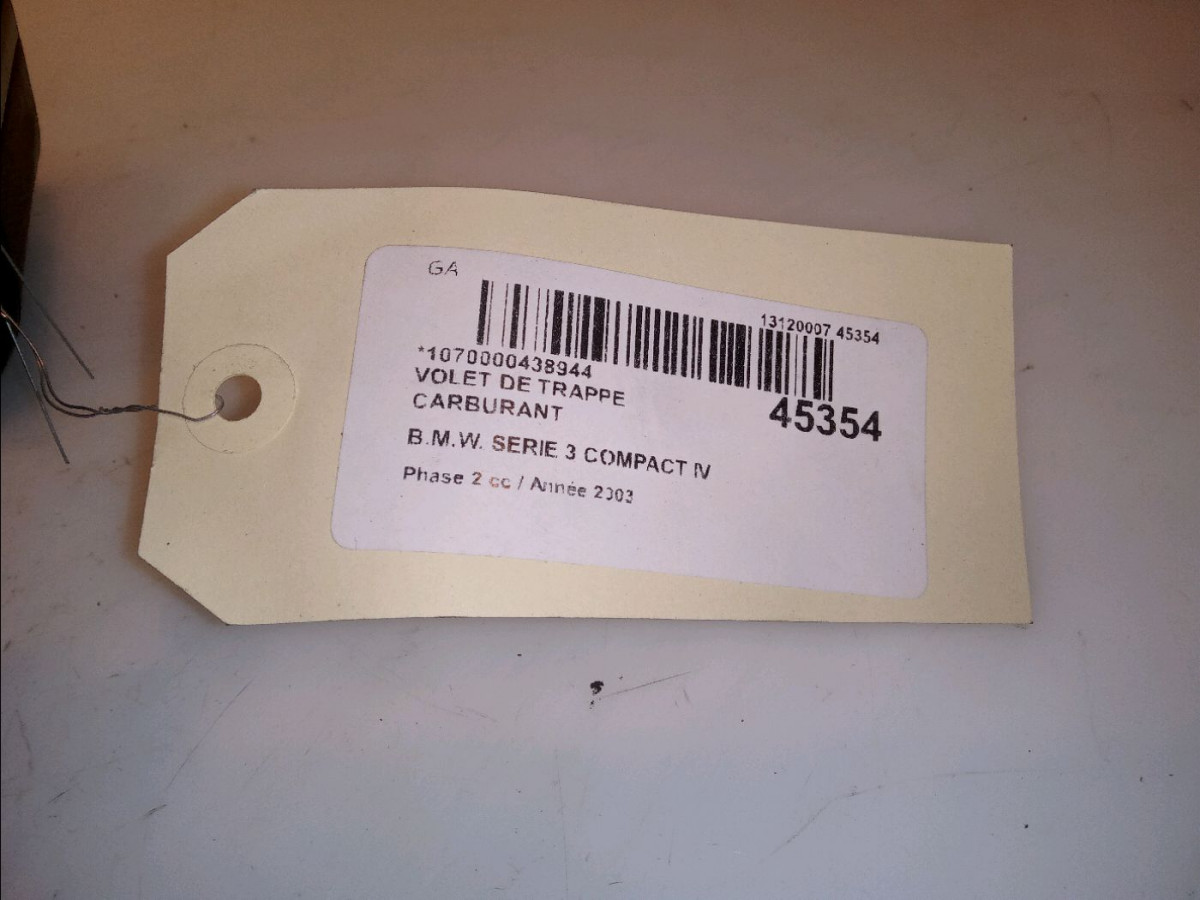 GA
13120007 45354
*1070000438944
VOLET DE TRAPPE
CARBURANT
45354
B.M.W. SERIE 3 COMPACT IV
Phase 2 cc / Année 2003